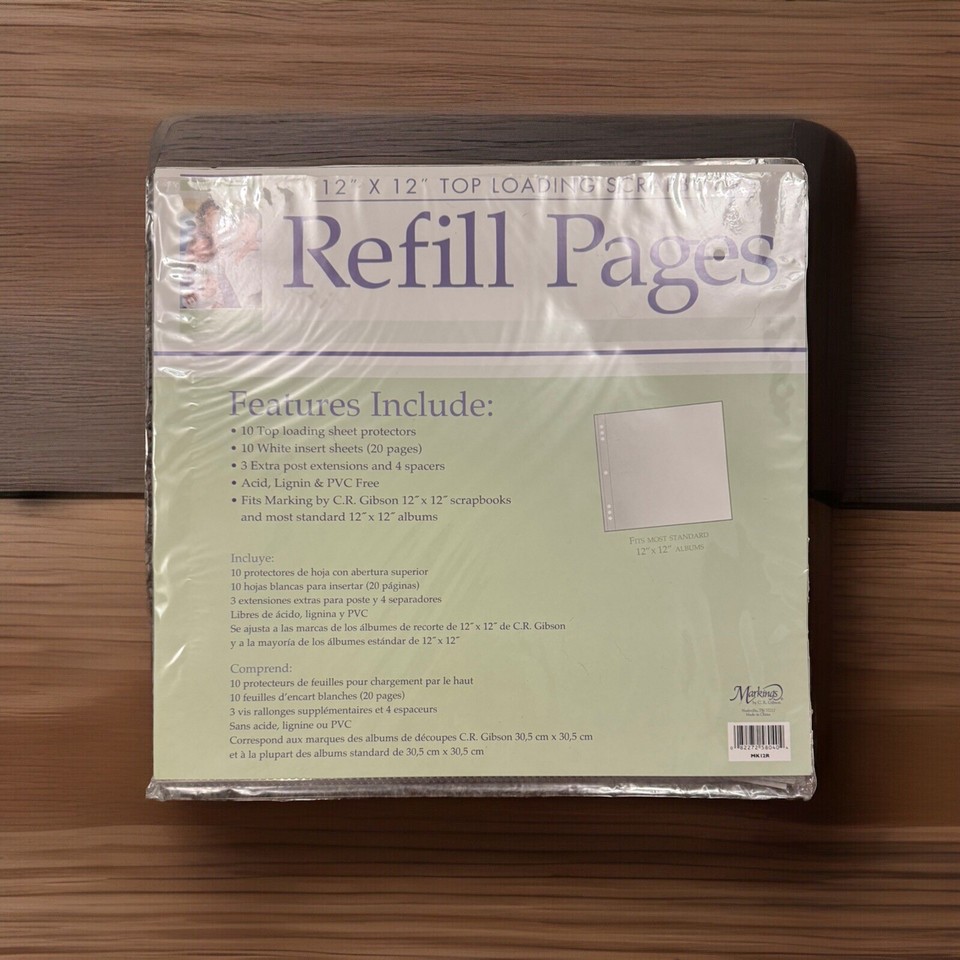 12" X 12" TOP LOADING
Refill Pages
Features Include:
• 10 Top loading sheet protectors
• 10 White insert sheets (20 pages)
• 3 Extra post extensions and 4 spacers
• Acid, Lignin & PVC Free
• Fits Marking by C.R. Gibson 12" x 12" scrapbooks
and most standard 12" x 12" albums
FITS MOST STANDARD
12" x 12" ALBUMS
Incluye:
10 protectores de hoja con abertura superior
10 hojas blancas para insertar (20 páginas)
3 extensiones extras para poste y 4 separadores
Libres de ácido, lignina y PVC
Se ajusta a las marcas de los álbumes de recorte de 12" x 12" de C.R. Gibson
y a la mayoría de los álbumes estándar de 12" x 12"
Comprend:
10 protecteurs de feuilles pour chargement par le haut
10 feuilles d'encart blanches (20 pages)
3 vis rallonges supplémentaires et 4 espaceurs
Sans acide, lignine ou PVC
Correspond aux marques des albums de découpes C.R. Gibson 30,5 cm x 30,5 cm
et à la plupart des albums standard de 30,5 cm x 30,5 cm
Markings
by C.R. Gibson
Made in China
82272 58040
MK12R